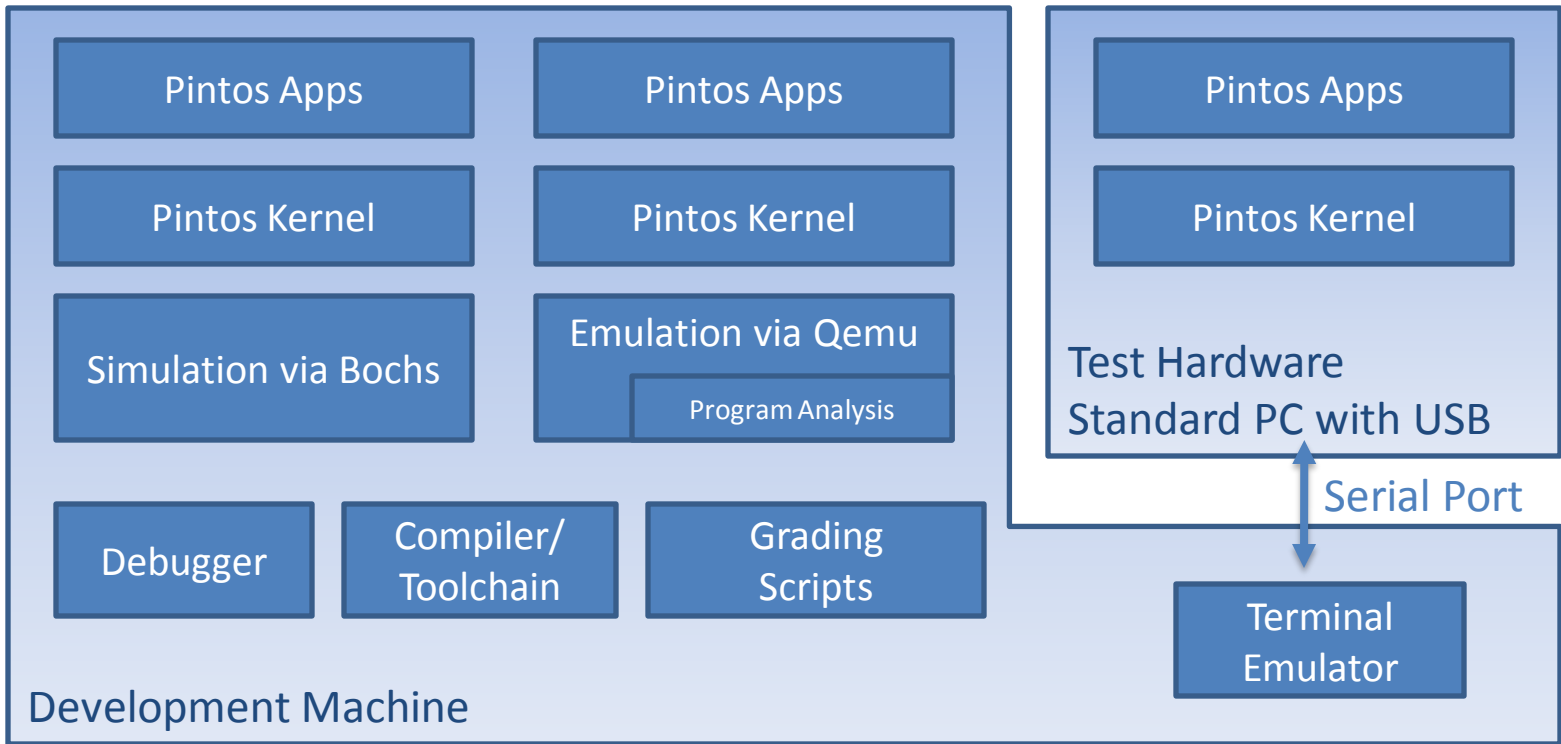 Pintos Apps
Pintos Apps
Pintos Apps
Pintos Kernel
Pintos Kernel
Pintos Kernel
Simulation via Bochs
Emulation via Qemu
Program Analysis
Test Hardware
Standard PC with USB
Serial Port
Debugger
Compiler/
Toolchain
Grading
Scripts
Terminal
Emulator
Development Machine